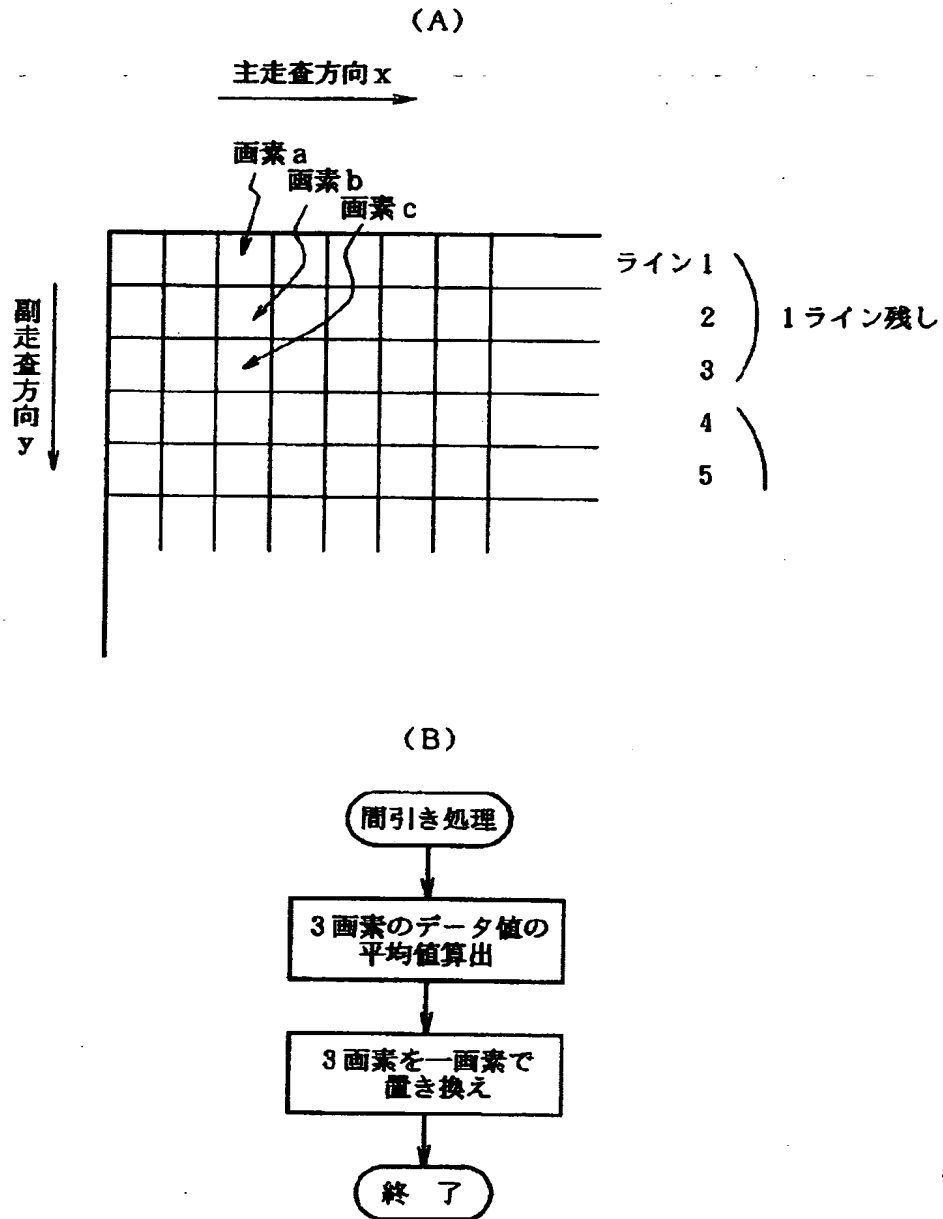 （A）
主走査方向x
画素a
画素b
画素c
副走査方向y
ライン1
2
1ライン残し
3
4
5
（B）
間引き処理
3画素のデータ値の
平均値算出
3画素を一画素で
置き換え
終　了